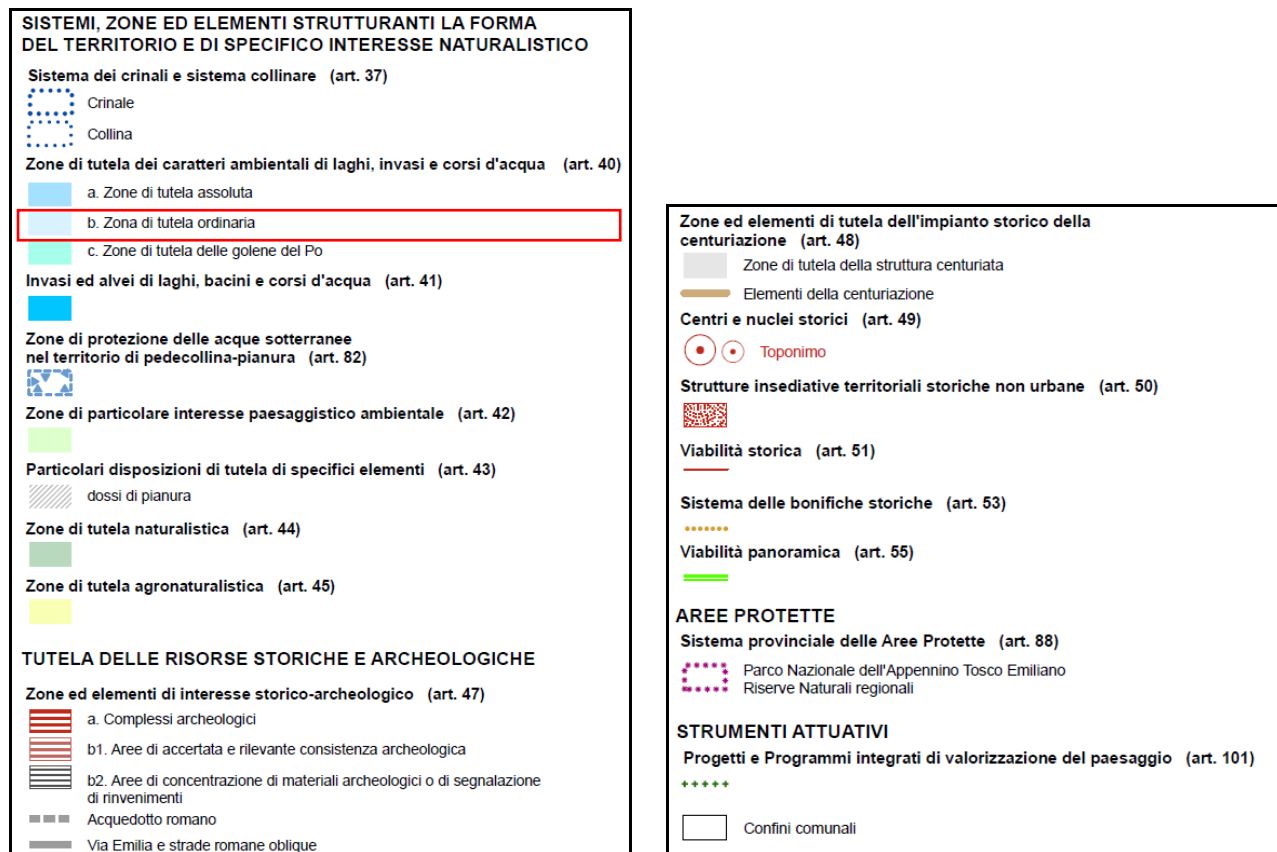 SISTEMI, ZONE ED ELEMENTI STRUTTURANTI LA FORMA
DEL TERRITORIO E DI SPECIFICO INTERESSE NATURALISTICO
Sistema dei crinali e sistema collinare (art. 37)
Crinale
Collina
Zone di tutela dei caratteri ambientali di laghi, invasi e corsi d'acqua (art. 40)
a. Zone di tutela assoluta
b. Zona di tutela ordinaria
c. Zone di tutela delle golene del Po
Invasi ed alvei di laghi, bacini e corsi d'acqua (art. 41)
Zone di protezione delle acque sotterranee
nel territorio di pedecollina-pianura (art. 82)
Zone di particolare interesse paesaggistico ambientale (art. 42)
Particolari disposizioni di tutela di specifici elementi (art. 43)
dossi di pianura
Zone di tutela naturalistica (art. 44)
Zone di tutela agronaturalistica (art. 45)
TUTELA DELLE RISORSE STORICHE E ARCHEOLOGICHE
Zone ed elementi di interesse storico-archeologico (art. 47)
a. Complessi archeologici
b1. Aree di accertata e rilevante consistenza archeologica
b2. Aree di concentrazione di materiali archeologici o di segnalazione
di rinvenimenti
Acquedotto romano
Via Emilia e strade romane oblique
Zone ed elementi di tutela dell'impianto storico della
centuriazione (art. 48)
Zone di tutela della struttura centuriata
Elementi della centuriazione
Centri e nuclei storici (art. 49)
Toponimo
Strutture insediative territoriali storiche non urbane (art. 50)
Viabilità storica (art. 51)
Sistema delle bonifiche storiche (art. 53)
Viabilità panoramica (art. 55)
AREE PROTETTE
Sistema provinciale delle Aree Protette (art. 88)
Parco Nazionale dell'Appennino Tosco Emiliano
Riserve Naturali regionali
STRUMENTI ATTUATIVI
Progetti e Programmi integrati di valorizzazione del paesaggio (art. 101)
Confini comunali